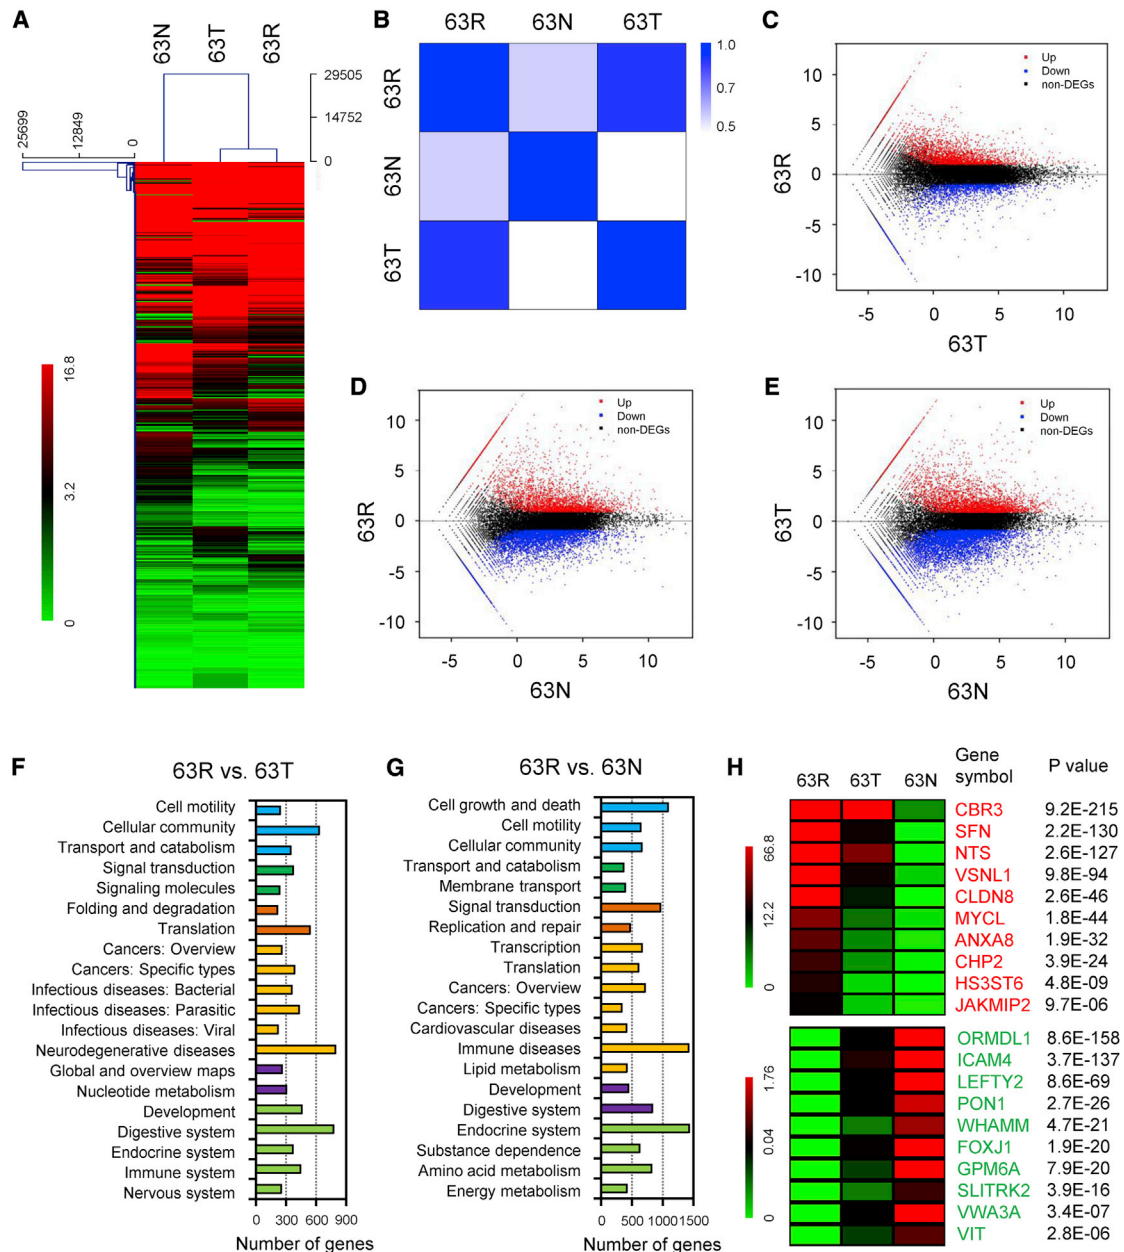 A
63N
63T
63R
29505
14752
0
25699
12849
0
16.8
3.2
0
B
63R
63N
63T
63R
63N
63T
1.0
0.7
0.5
C
Up
Down
non-DEGs
10
5
0
-5
-10
63R
-5
0
5
10
63T
D
Up
Down
non-DEGs
10
5
0
-5
-10
63R
-5
0
5
10
63N
E
Up
Down
non-DEGs
10
5
0
-5
-10
63T
-5
0
5
10
63N
F
63R vs. 63T
Cell motility
Cellular community
Transport and catabolism
Signal transduction
Signaling molecules
Folding and degradation
Translation
Cancers: Overview
Cancers: Specific types
Infectious diseases: Bacterial
Infectious diseases: Parasitic
Infectious diseases: Viral
Neurodegenerative diseases
Global and overview maps
Nucleotide metabolism
Development
Digestive system
Endocrine system
Immune system
Nervous system
0 300 600 900
Number of genes
G
63R vs. 63N
Cell growth and death
Cell motility
Cellular community
Transport and catabolism
Membrane transport
Signal transduction
Replication and repair
Transcription
Translation
Cancers: Overview
Cancers: Specific types
Cardiovascular diseases
Immune diseases
Lipid metabolism
Development
Digestive system
Endocrine system
Substance dependence
Amino acid metabolism
Energy metabolism
0 500 1000 1500
Number of genes
H
63R 63T 63N
Gene
symbol
P value
66.8
12.2
0
CBR3 9.2E-215
SFN 2.2E-130
NTS 2.6E-127
VSNL1 9.8E-94
CLDN8 2.6E-46
MYCL 1.8E-44
ANXA8 1.9E-32
CHP2 3.9E-24
HS3ST6 4.8E-09
JAKMIP2 9.7E-06
1.76
0.04
0
ORMDL1 8.6E-158
ICAM4 3.7E-137
LEFTY2 8.6E-69
PON1 2.7E-26
WHAMM 4.7E-21
FOXJ1 1.9E-20
GPM6A 7.9E-20
SLITRK2 3.9E-16
VWA3A 3.4E-07
VIT 2.8E-06